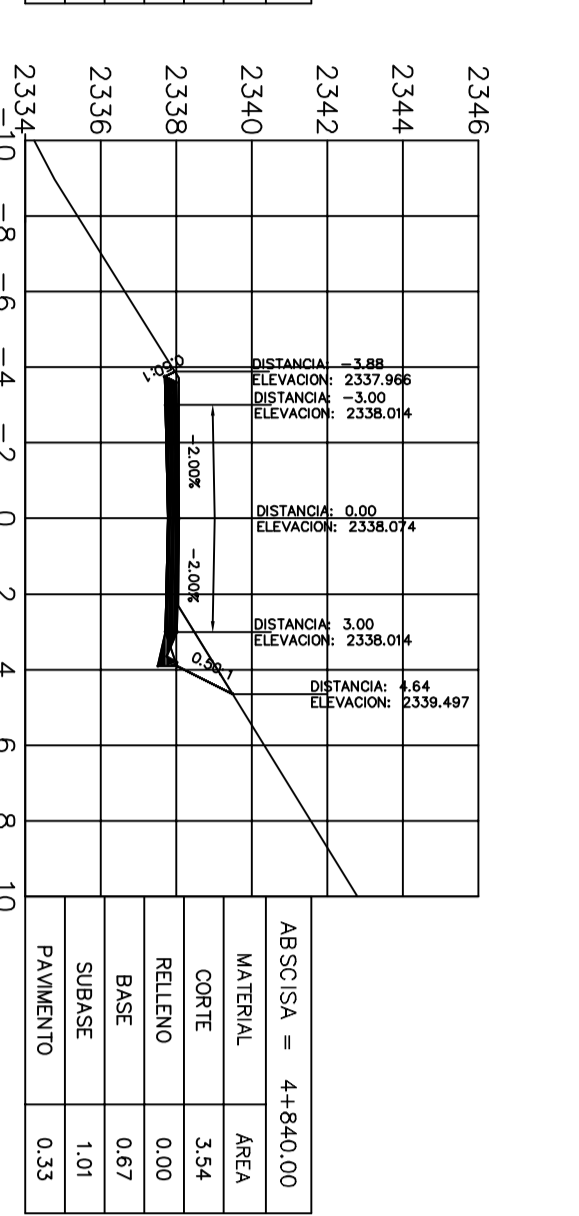 2346
2344
2342
2340
2338
2336
2334
-10
-8
-6
-4
-2
0
2
4
6
8
10
DISTANCIA: -3.88
ELEVACION: 2337.966
DISTANCIA: -3.00
ELEVACION: 2338.014
DISTANCIA: 0.00
ELEVACION: 2338.074
DISTANCIA: 3.00
ELEVACION: 2338.014
DISTANCIA: 4.64
ELEVACION: 2339.497
-2.00%
-2.00%
ABSCISA = 4+840.00
MATERIAL ÁREA
CORTE 3.54
RELLENO 0.00
BASE 0.67
SUBASE 1.01
PAVIMENTO 0.33